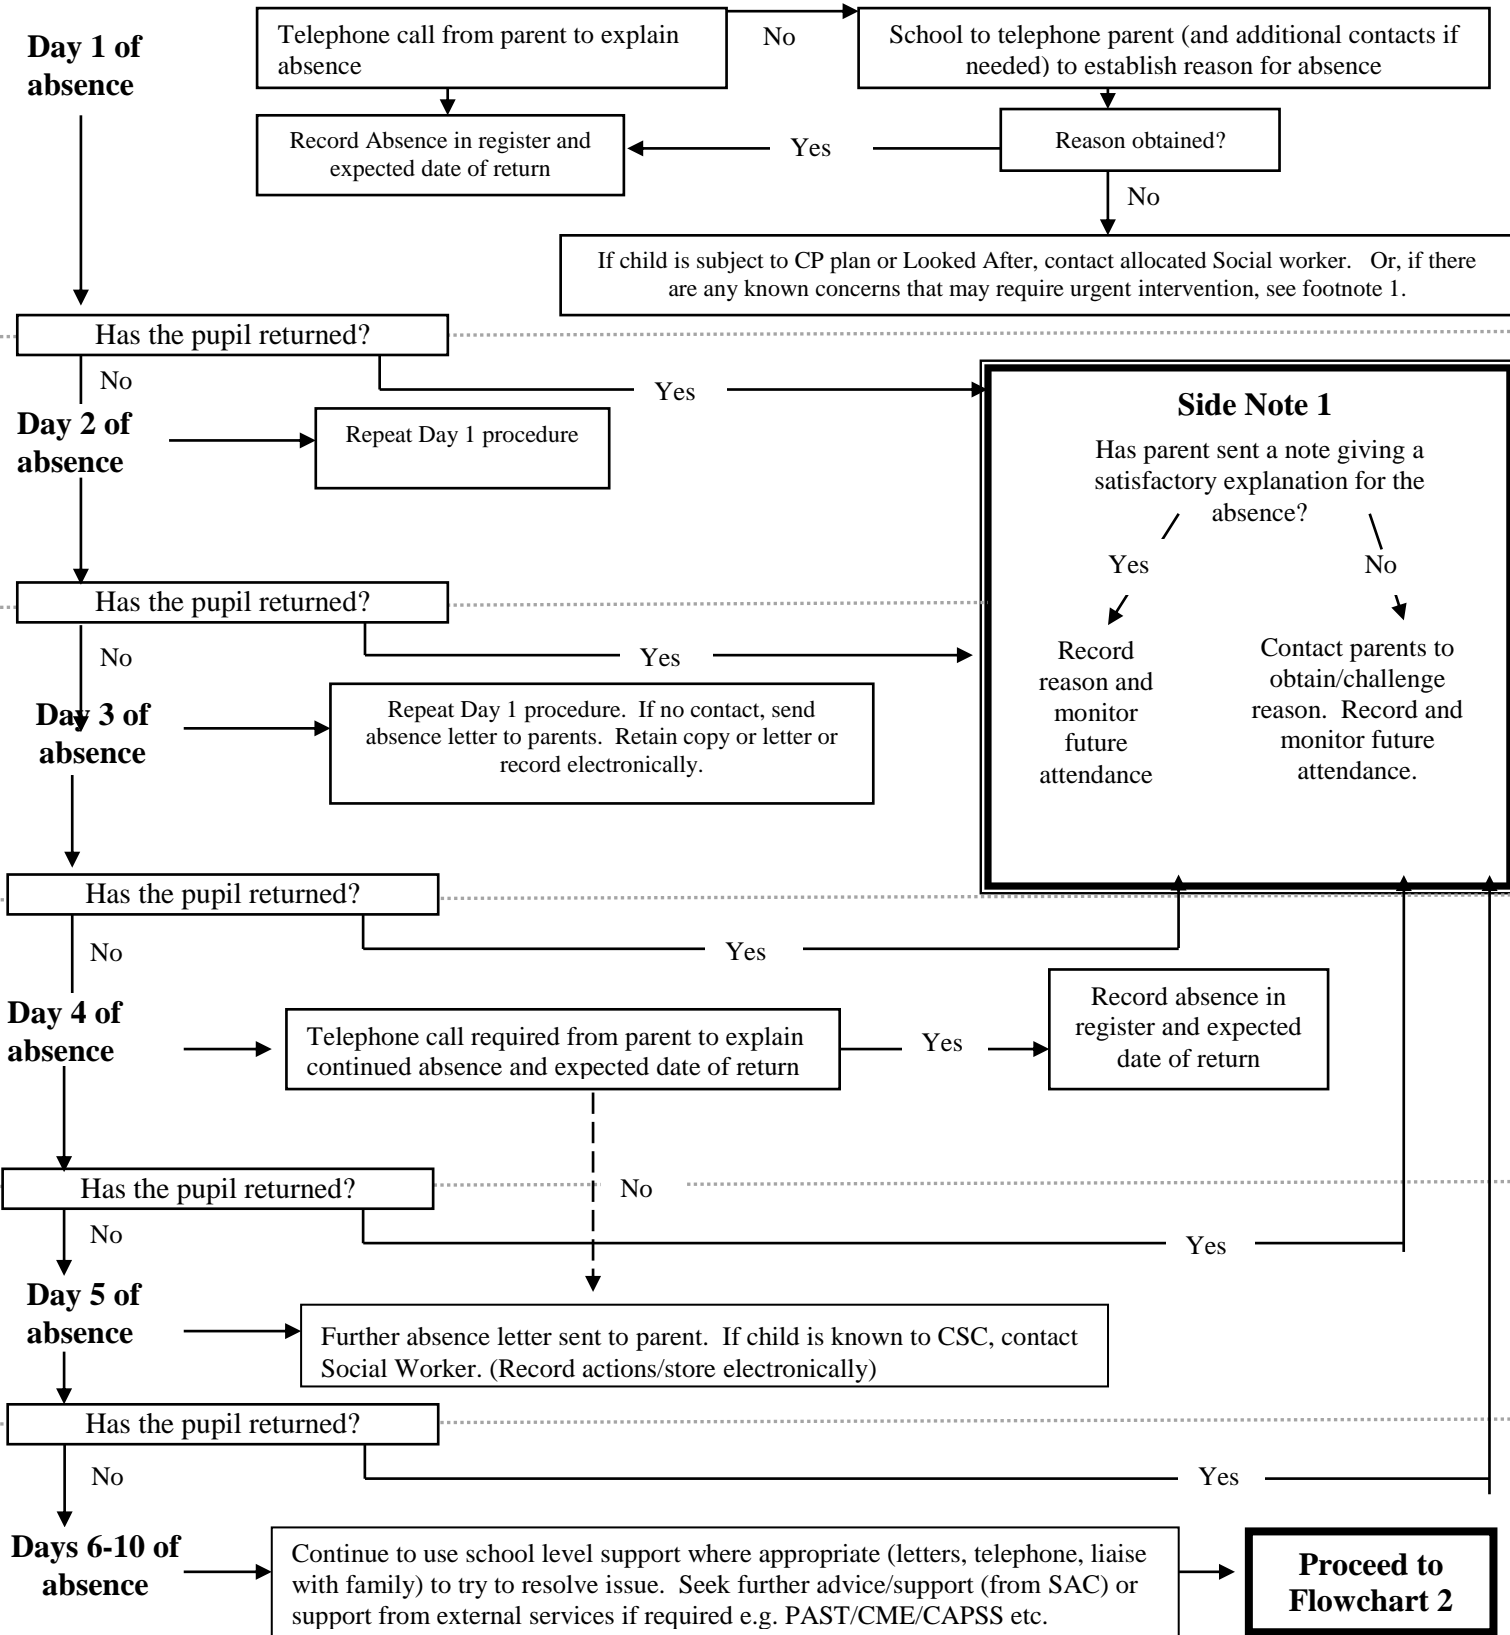 Day 1 of
absence
Telephone call from parent to explain
absence
No
School to telephone parent (and additional contacts if
needed) to establish reason for absence
Record Absence in register and
expected date of return
Yes
Reason obtained?
No
If child is subject to CP plan or Looked After, contact allocated Social worker. Or, if there
are any known concerns that may require urgent intervention, see footnote 1.
Has the pupil returned?
No
Yes
Day 2 of
absence
Repeat Day 1 procedure
Side Note 1
Has parent sent a note giving a
satisfactory explanation for the
absence?
Yes
No
Record
reason and
monitor
future
attendance
Contact parents to
obtain/challenge
reason. Record and
monitor future
attendance.
Has the pupil returned?
No
Yes
Day 3 of
absence
Repeat Day 1 procedure. If no contact, send
absence letter to parents. Retain copy or letter or
record electronically.
Has the pupil returned?
No
Yes
Day 4 of
absence
Telephone call required from parent to explain
continued absence and expected date of return
Yes
Record absence in
register and expected
date of return
Has the pupil returned?
No
No
Yes
Day 5 of
absence
Further absence letter sent to parent. If child is known to CSC, contact
Social Worker. (Record actions/store electronically)
Has the pupil returned?
No
Yes
Days 6-10 of
absence
Continue to use school level support where appropriate (letters, telephone, liaise
with family) to try to resolve issue. Seek further advice/support (from SAC) or
support from external services if required e.g. PAST/CME/CAPSS etc.
Proceed to
Flowchart 2